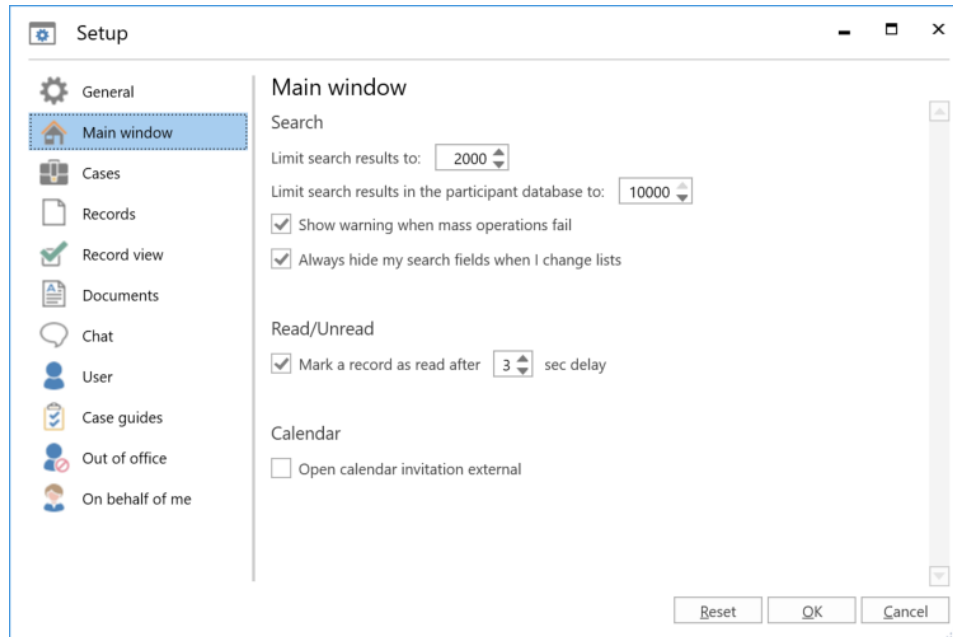 Setup
General
Main window
Cases
Records
Record view
Documents
Chat
User
Case guides
Out of office
On behalf of me
Main window
Search
Limit search results to: 2000
Limit search results in the participant database to: 10000
Show warning when mass operations fail
Always hide my search fields when I change lists
Read/Unread
Mark a record as read after 3 sec delay
Calendar
Open calendar invitation external
Reset OK Cancel